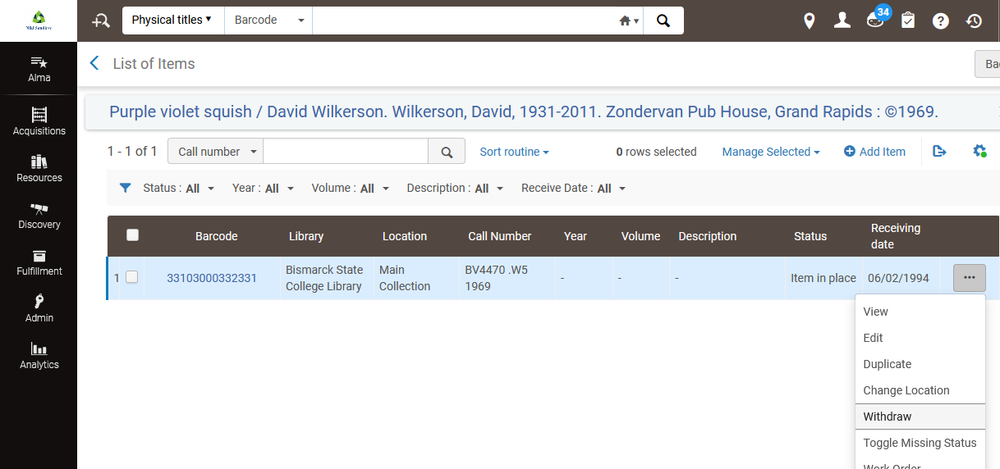 Physical titles
Barcode
34
Alma
Acquisitions
Resources
Discovery
Fulfillment
Admin
Analytics
List of Items
Ba
Purple violet squish / David Wilkerson. Wilkerson, David, 1931-2011. Zondervan Pub House, Grand Rapids : ©1969.
1 - 1 of 1
Call number
Sort routine
0 rows selected
Manage Selected
Add Item
Status : All
Year : All
Volume : All
Description : All
Receive Date : All
Barcode
Library
Location
Call Number
Year
Volume
Description
Status
Receiving
date
1
33103000332331
Bismarck State
College Library
Main
Collection
BV4470 .W5
1969
-
-
-
Item in place
06/02/1994
View
Edit
Duplicate
Change Location
Withdraw
Toggle Missing Status
Work Order